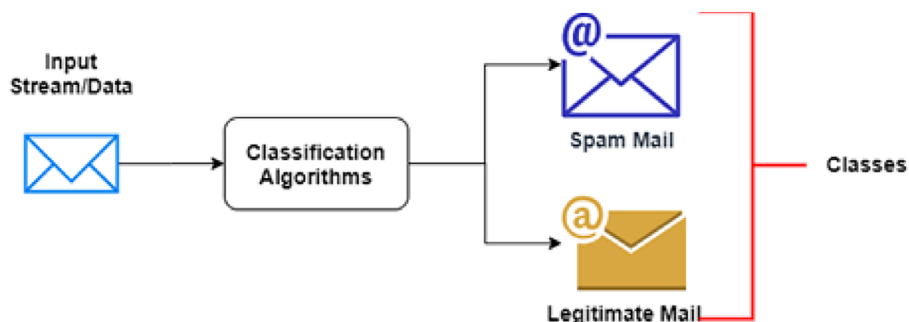 Input
Stream/Data
Classification
Algorithms
@
Spam Mail
@
Legitimate Mail
Classes